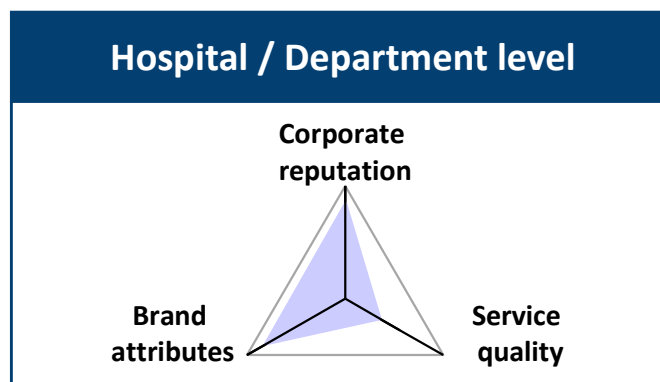 Hospital / Department level
Corporate
reputation
Brand
attributes
Service
quality